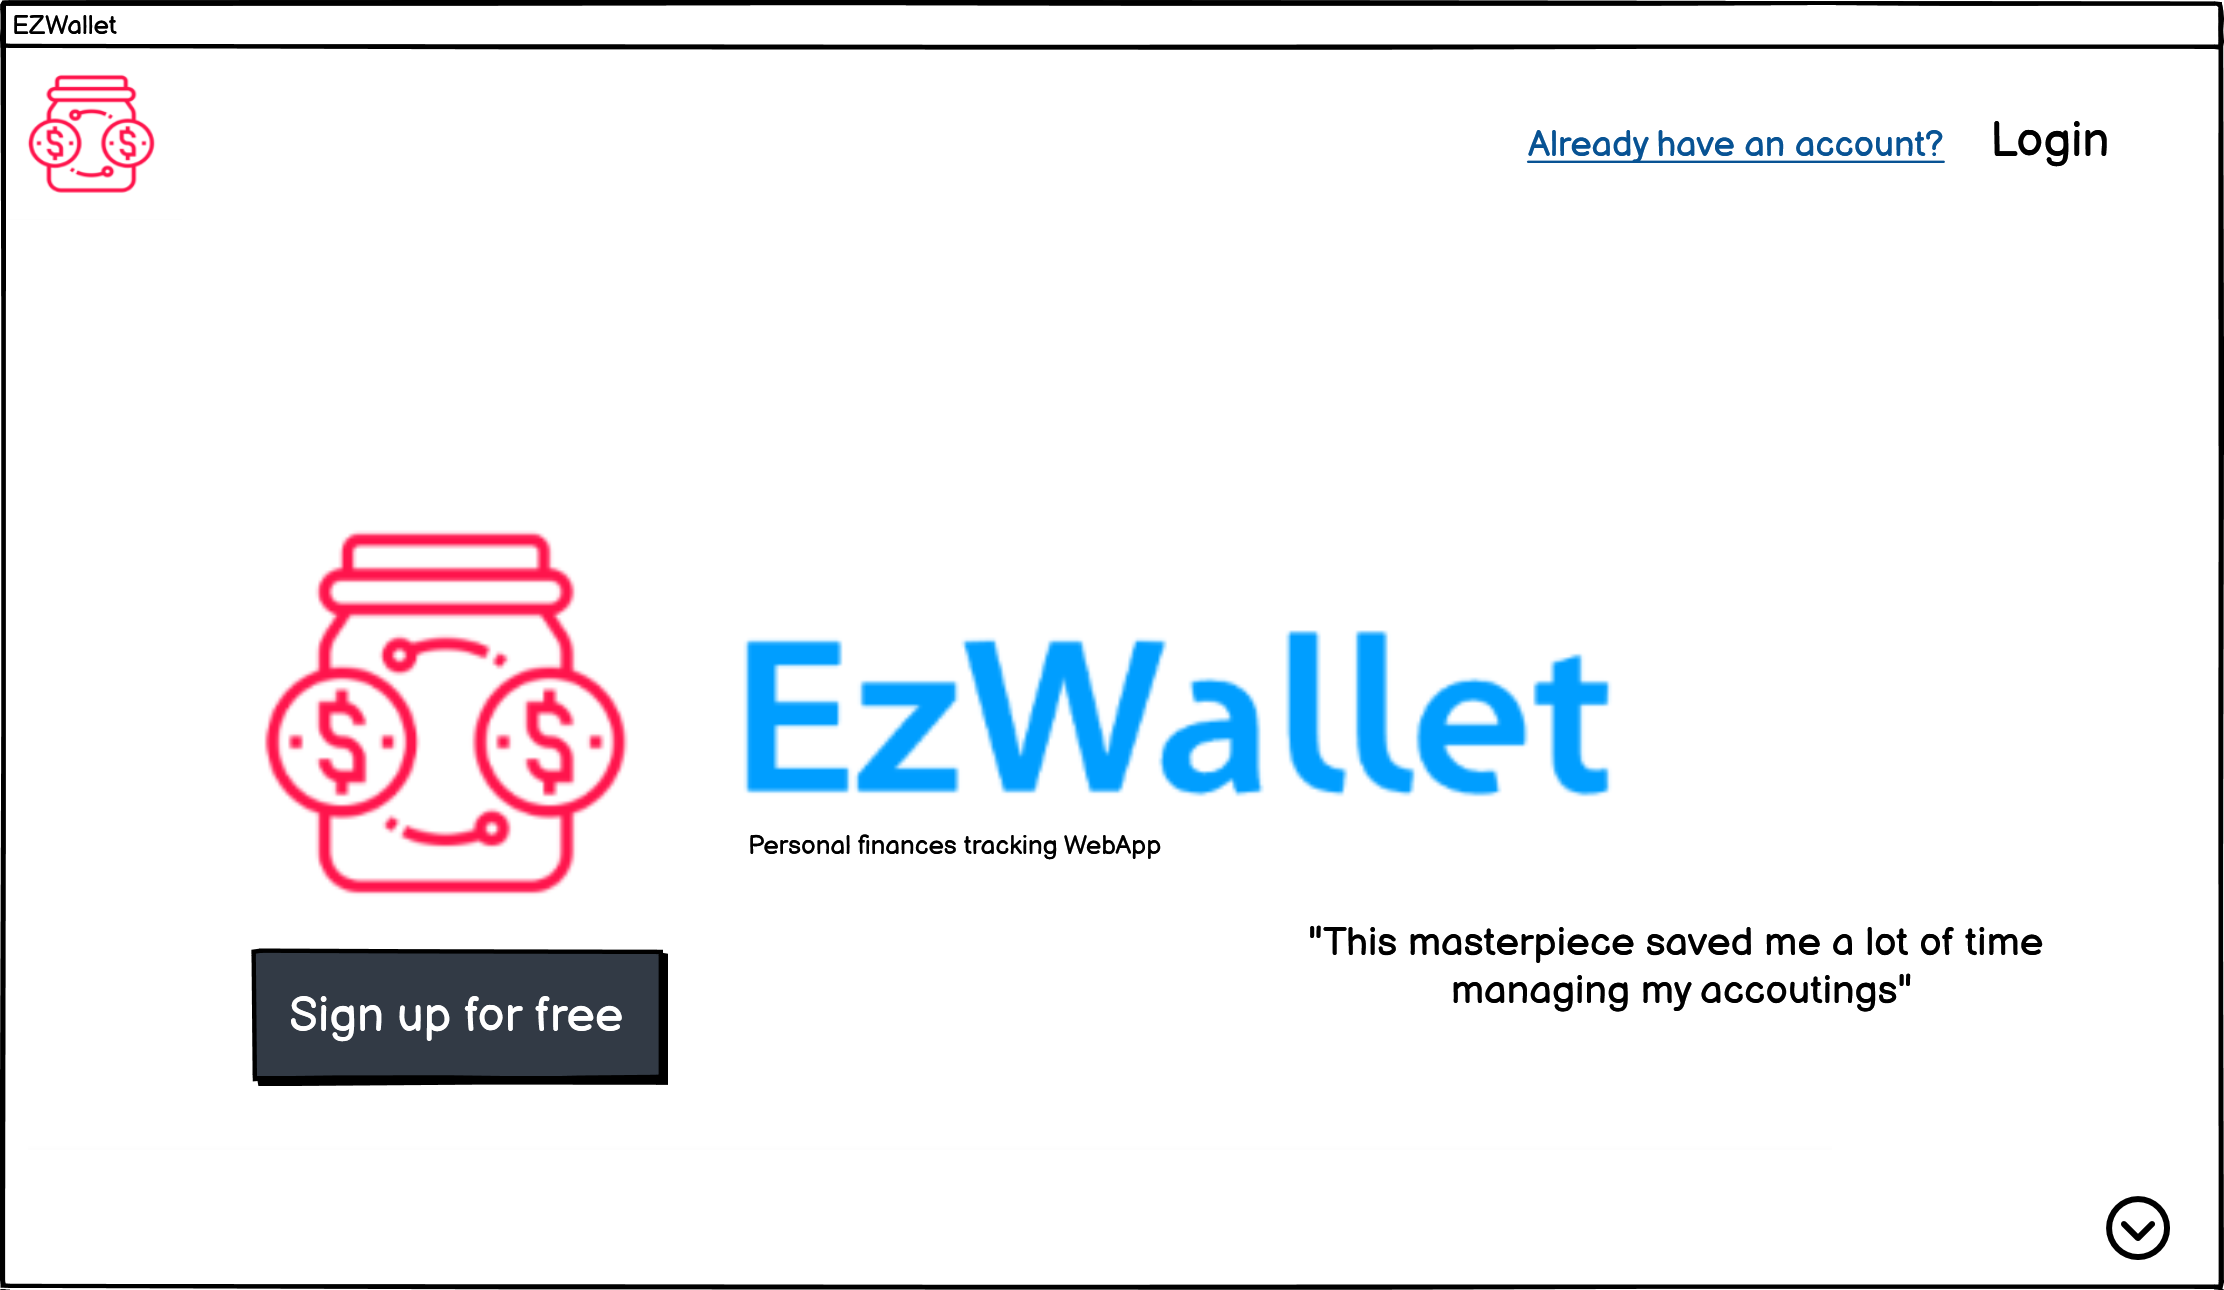 EZWallet
Already have an account? Login
$ $
EzWallet
$ $
Personal finances tracking WebApp
"This masterpiece saved me a lot of time
managing my accoutings"
Sign up for free